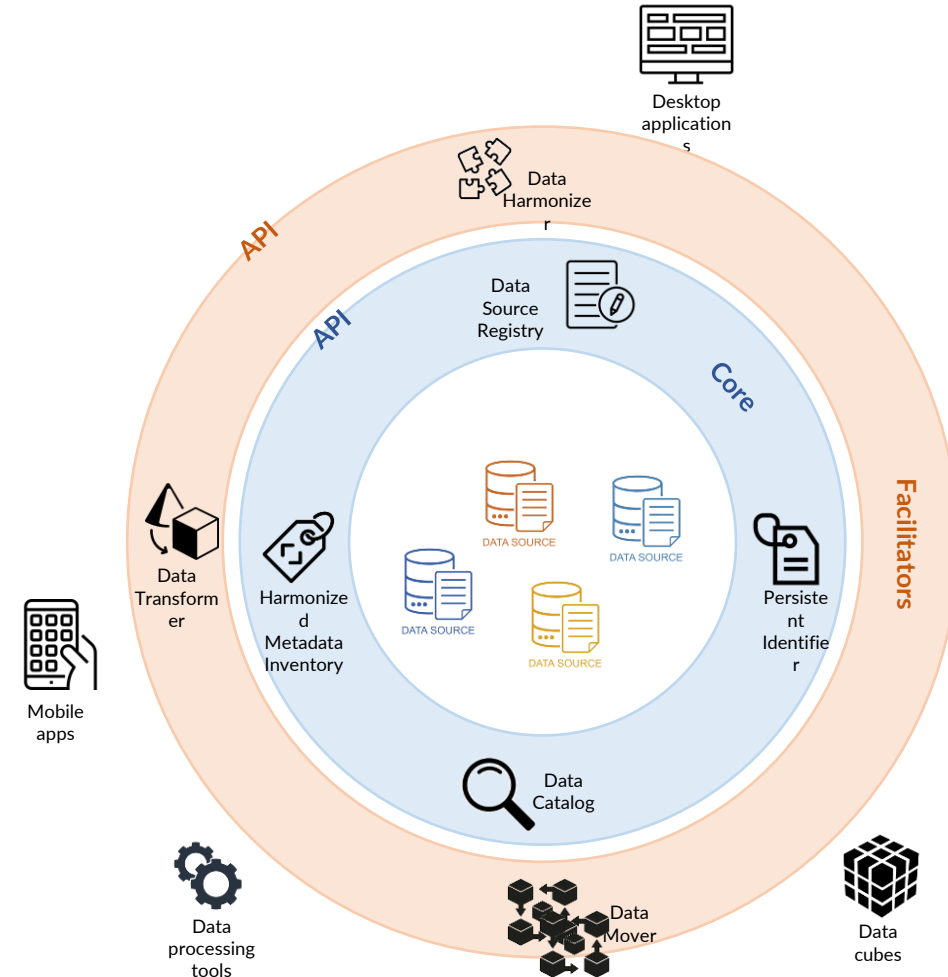 Desktop
application
s
Data
Harmonize
r
API
API
Data
Source
Registry
Core
Facilitators
DATA SOURCE
DATA SOURCE
DATA SOURCE
DATA SOURCE
Data
Transform
er
Harmonize
d
Metadata
Inventory
Persiste
nt
Identifie
r
Mobile
apps
Data
Catalog
Data
Mover
Data
processing
tools
Data
cubes